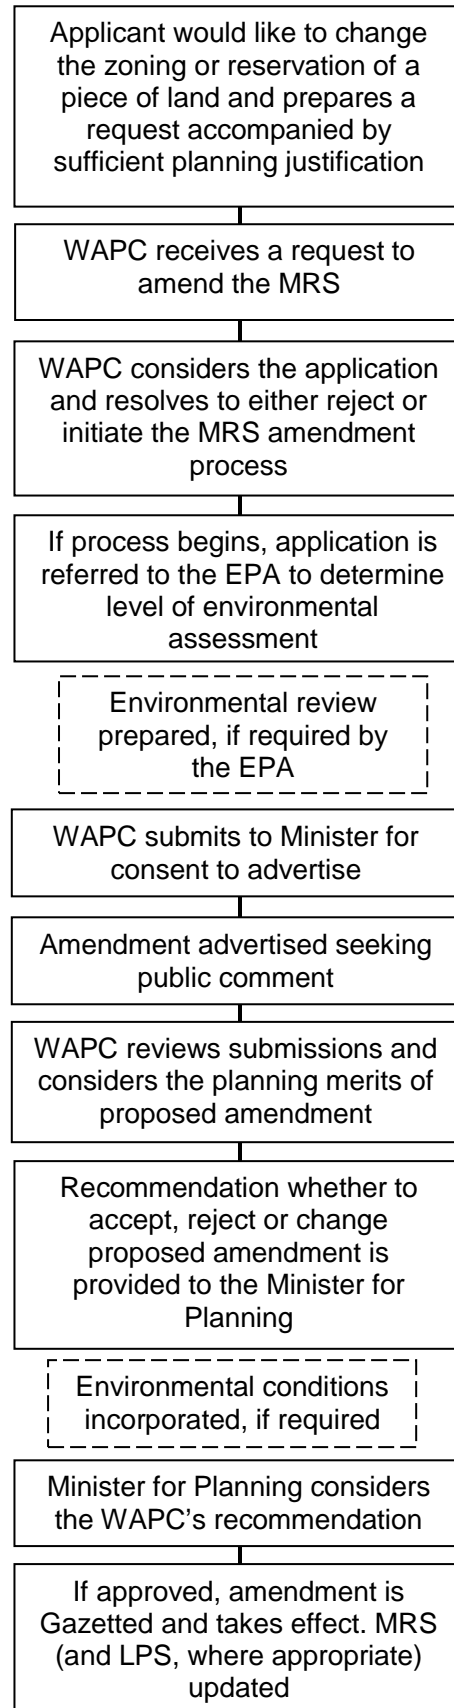 Applicant would like to change
the zoning or reservation of a
piece of land and prepares a
request accompanied by
sufficient planning justification
WAPC receives a request to
amend the MRS
WAPC considers the application
and resolves to either reject or
initiate the MRS amendment
process
If process begins, application is
referred to the EPA to determine
level of environmental
assessment
Environmental review
prepared, if required by
the EPA
WAPC submits to Minister for
consent to advertise
Amendment advertised seeking
public comment
WAPC reviews submissions and
considers the planning merits of
proposed amendment
Recommendation whether to
accept, reject or change
proposed amendment is
provided to the Minister for
Planning
Environmental conditions
incorporated, if required
Minister for Planning considers
the WAPC's recommendation
If approved, amendment is
Gazetted and takes effect. MRS
(and LPS, where appropriate)
updated